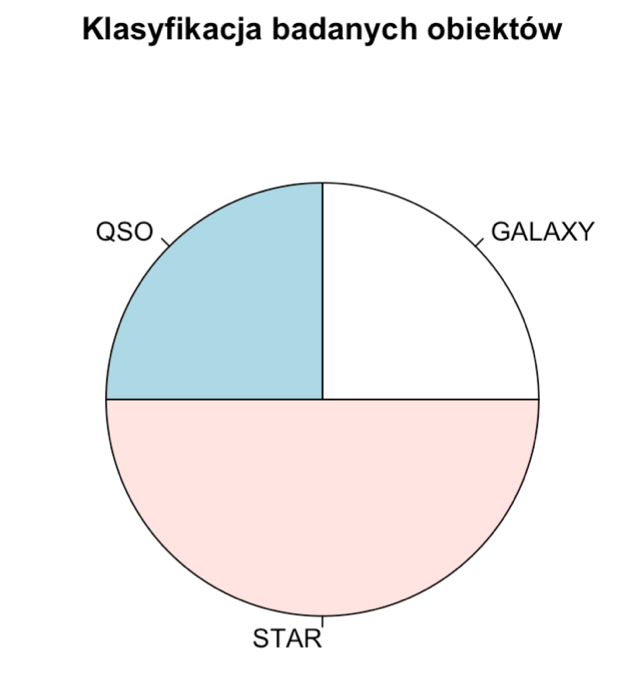 Klasyfikacja badanych obiektów
QSO
GALAXY
STAR